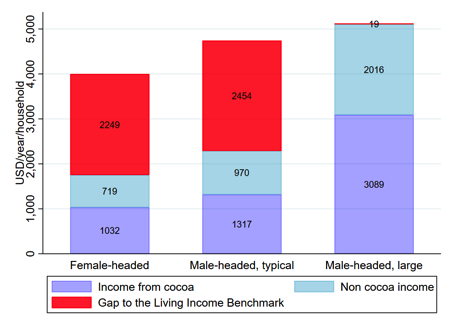 USD/year/household
5,000
4,000
3,000
2,000
1,000
0
2249
719
1032
2454
970
1317
19
2016
3089
Female-headed
Male-headed, typical
Male-headed, large
Income from cocoa
Non cocoa income
Gap to the Living Income Benchmark